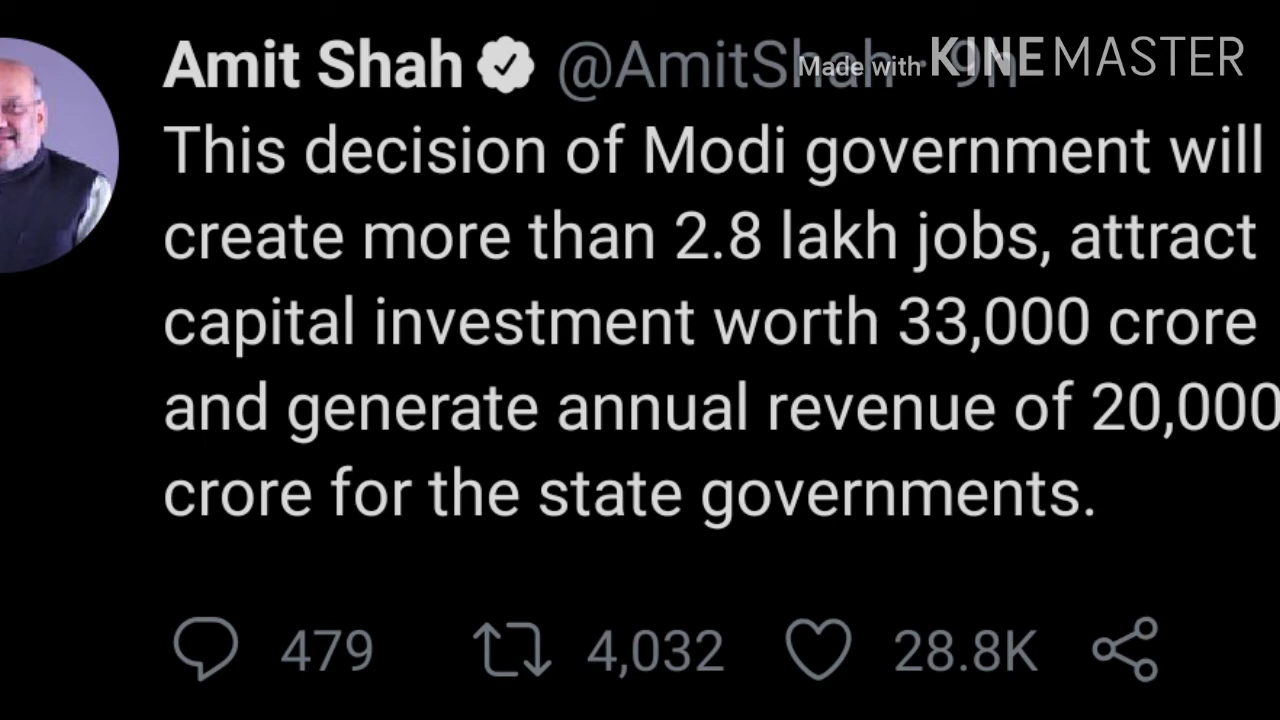 Amit Shah @AmitShah · 9h
Made with KINEMASTER
This decision of Modi government will
create more than 2.8 lakh jobs, attract
capital investment worth 33,000 crore
and generate annual revenue of 20,000
crore for the state governments.
479 4,032 28.8K